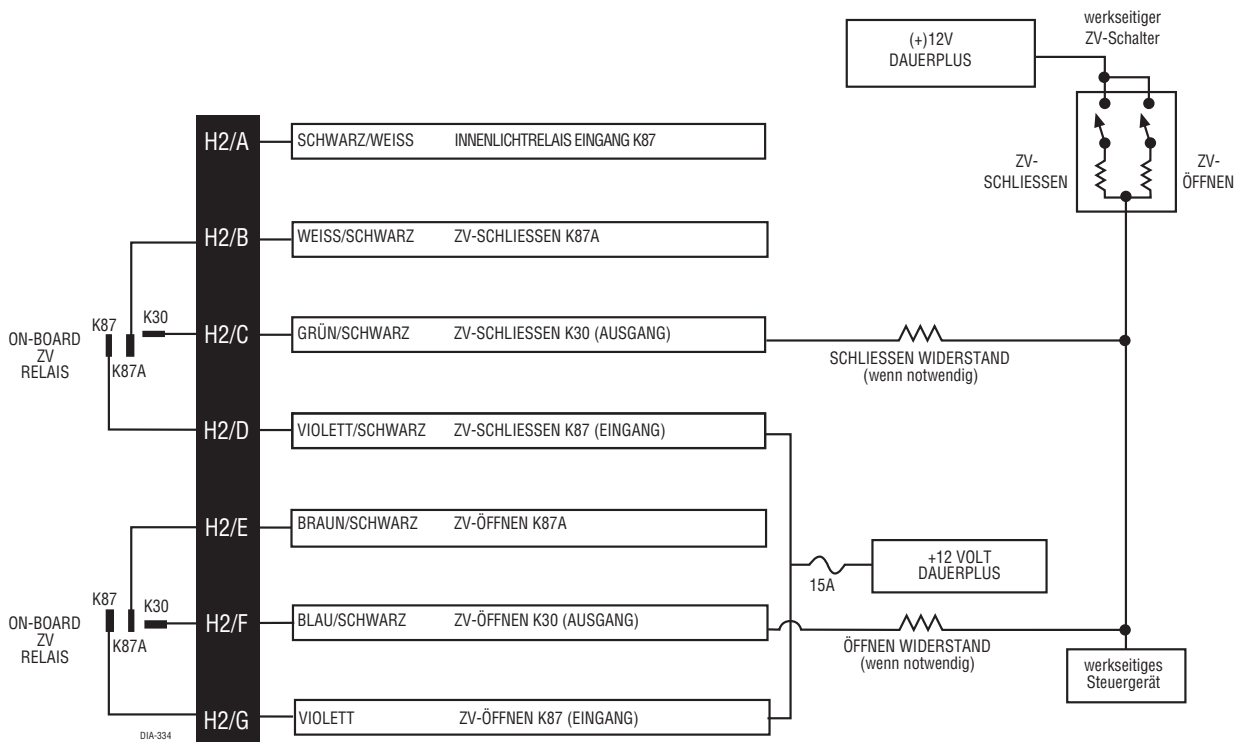 werkseitiger
ZV-Schalter
(+)12V
DAUERPLUS
ZV-
SCHLIESSEN
ZV-
ÖFFNEN
H2/A SCHWARZ/WEISS INNENLICHTRELAIS EINGANG K87
H2/B WEISS/SCHWARZ ZV-SCHLIESSEN K87A
ON-BOARD
ZV
RELAIS
K87
K30
K87A
H2/C GRÜN/SCHWARZ ZV-SCHLIESSEN K30 (AUSGANG)
SCHLIESSEN WIDERSTAND
(wenn notwendig)
H2/D VIOLETT/SCHWARZ ZV-SCHLIESSEN K87 (EINGANG)
H2/E BRAUN/SCHWARZ ZV-ÖFFNEN K87A
15A
+12 VOLT
DAUERPLUS
ON-BOARD
ZV
RELAIS
K87
K30
K87A
H2/F BLAU/SCHWARZ ZV-ÖFFNEN K30 (AUSGANG)
ÖFFNEN WIDERSTAND
(wenn notwendig)
werkseitiges
Steuergerät
H2/G VIOLETT ZV-ÖFFNEN K87 (EINGANG)
DIA-334